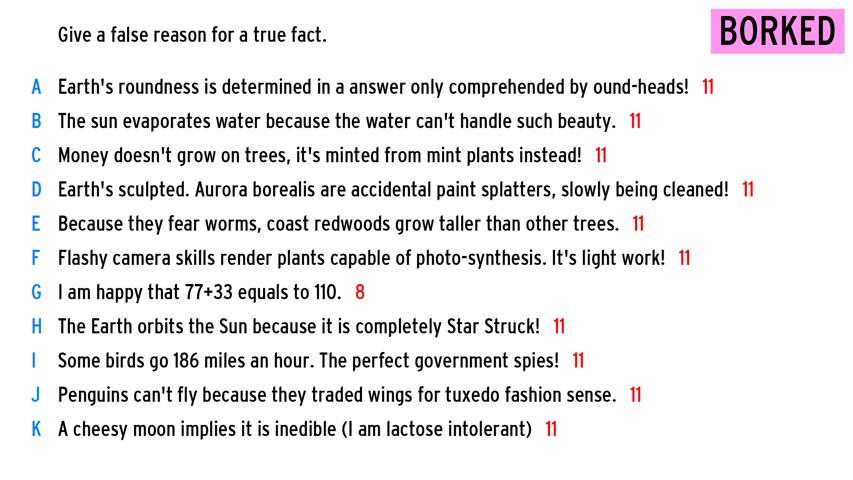 Give a false reason for a true fact.
BORKED
A Earth's roundness is determined in a answer only comprehended by ound-heads! 11
B The sun evaporates water because the water can't handle such beauty. 11
C Money doesn't grow on trees, it's minted from mint plants instead! 11
D Earth's sculpted. Aurora borealis are accidental paint splatters, slowly being cleaned! 11
E Because they fear worms, coast redwoods grow taller than other trees. 11
F Flashy camera skills render plants capable of photo-synthesis. It's light work! 11
G I am happy that 77+33 equals to 110. 8
H The Earth orbits the Sun because it is completely Star Struck! 11
I Some birds go 186 miles an hour. The perfect government spies! 11
J Penguins can't fly because they traded wings for tuxedo fashion sense. 11
K A cheesy moon implies it is inedible (I am lactose intolerant) 11